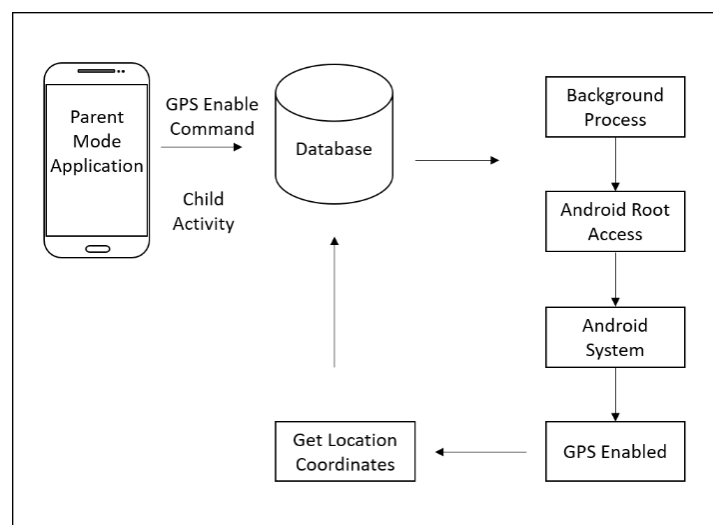 Parent
Mode
Application
GPS Enable
Command
Child
Activity
Database
Background
Process
Android Root
Access
Android
System
GPS Enabled
Get Location
Coordinates